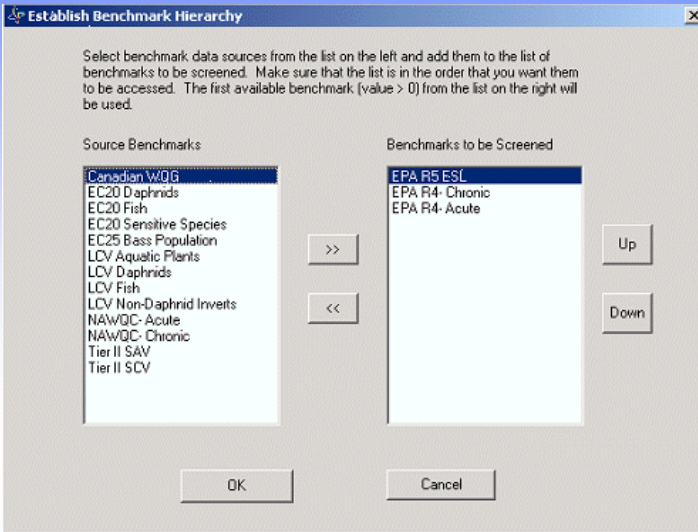 Establish Benchmark Hierarchy
Select benchmark data sources from the list on the left and add them to the list of
benchmarks to be screened. Make sure that the list is in the order that you want them
to be accessed. The first available benchmark (value > 0) from the list on the right will
be used.
Source Benchmarks
Canadian WQG
EC20 Daphnids
EC20 Fish
EC20 Sensitive Species
EC25 Bass Population
LCV Aquatic Plants
LCV Daphnids
LCV Fish
LCV Non-Daphnid Inverts
NAWQC- Acute
NAWQC- Chronic
Tier II SAV
Tier II SCV
>>
<<
Benchmarks to be Screened
EPA R5 ESL
EPA R4- Chronic
EPA R4- Acute
Up
Down
OK
Cancel